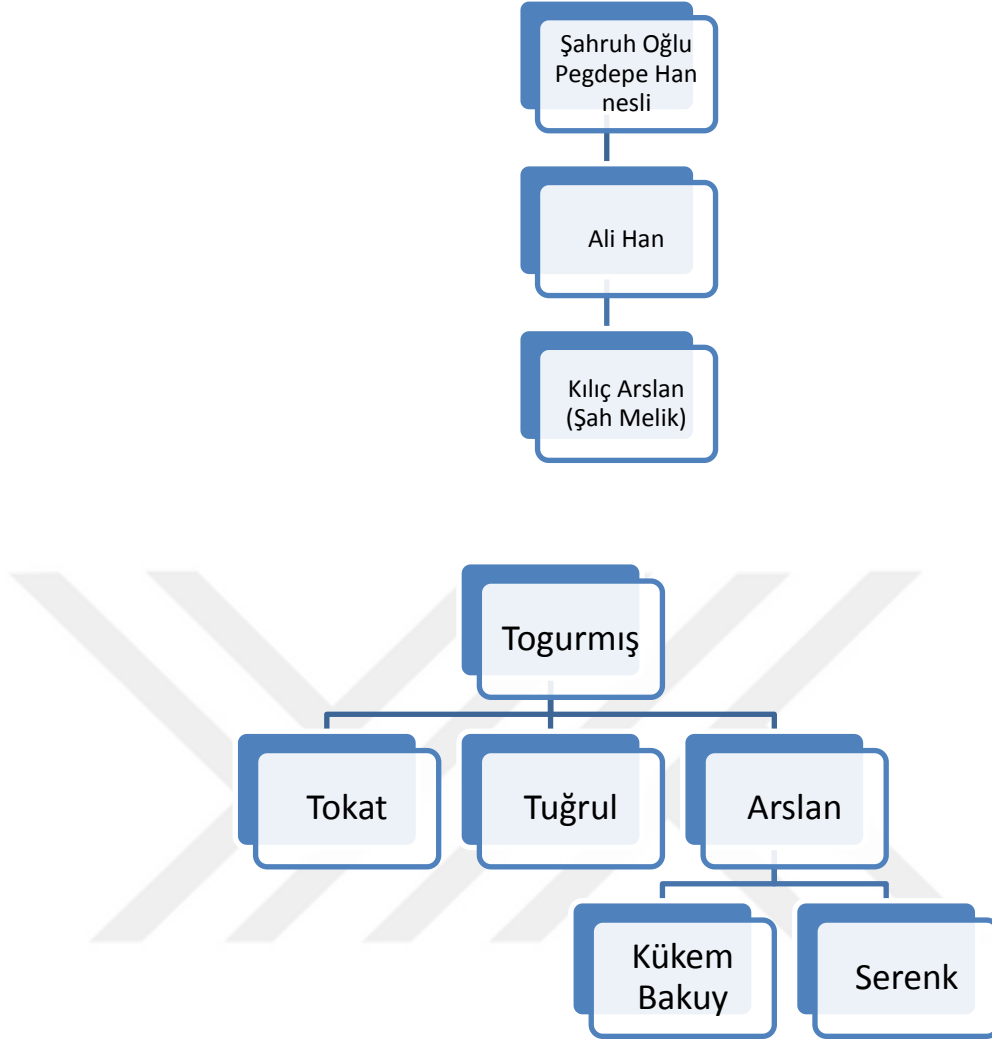 Şahruh Oğlu
Pegdepe Han
nesli
Ali Han
Kılıç Arslan
(Şah Melik)
Togurmış
Tokat
Tuğrul
Arslan
Kükem
Bakuy
Serenk